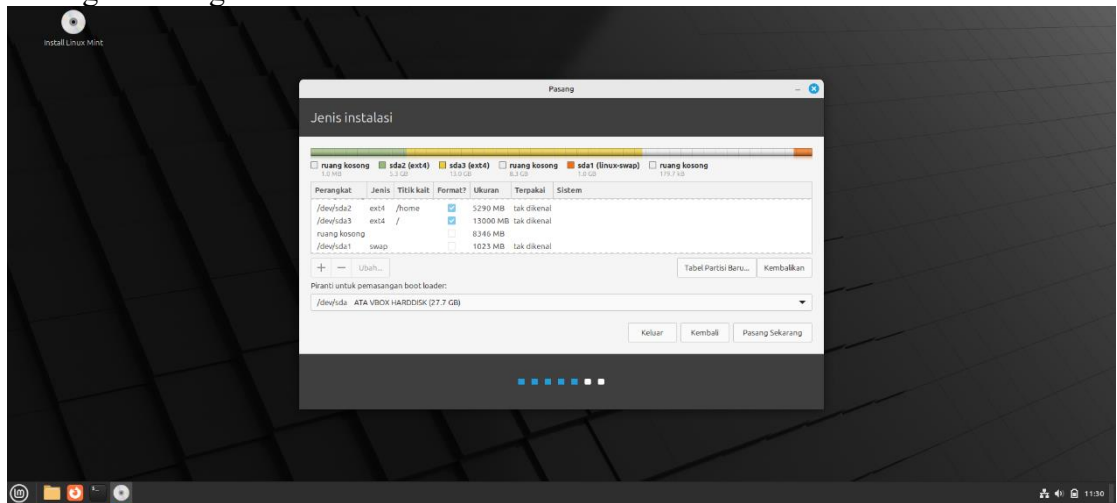 Install Linux Mint
Pasang
Jenis instalasi
ruang kosong sda2 (ext4) sda3 (ext4) ruang kosong sda1 (linux-swap) ruang kosong
1.0 MB 5.3 GB 13.0 GB 8.3 GB 1.0 GB 179.7 kB
Perangkat Jenis Titik kait Format? Ukuran Terpakai Sistem
/dev/sda2 ext4 /home 5290 MB tak dikenal
/dev/sda3 ext4 / 13000 MB tak dikenal
ruang kosong 8346 MB
/dev/sda1 swap 1023 MB tak dikenal
+ − Ubah... Tabel Partisi Baru... Kembalikan
Piranti untuk pemasangan boot loader:
/dev/sda ATA VBOX HARDDISK (27.7 GB)
Keluar Kembali Pasang Sekarang
11:30